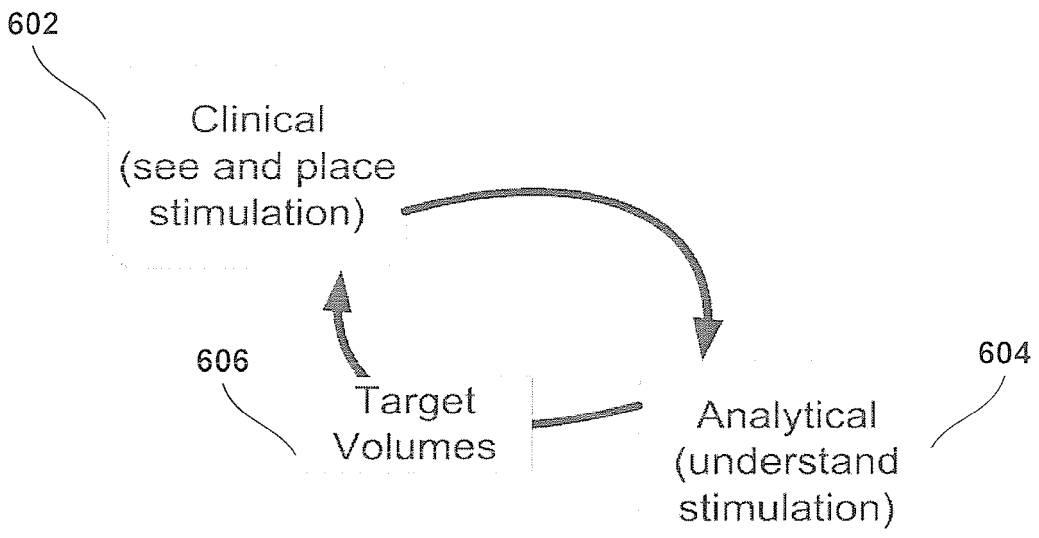 602
Clinical
(see and place
stimulation)
606
Target
Volumes
604
Analytical
(understand
stimulation)